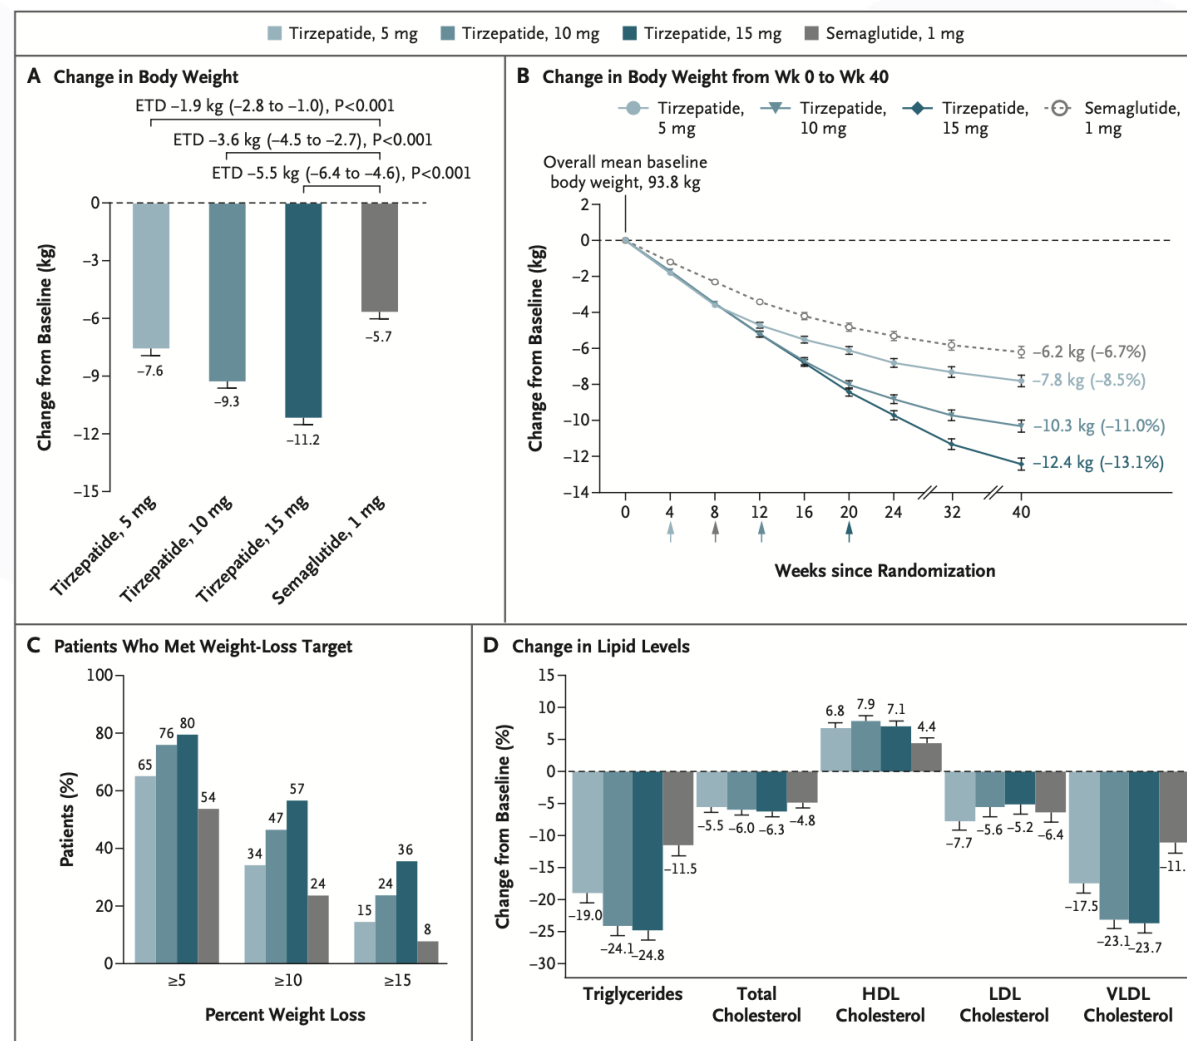 Tirzepatide, 5 mg Tirzepatide, 10 mg Tirzepatide, 15 mg Semaglutide, 1 mg
A Change in Body Weight
ETD −1.9 kg (−2.8 to −1.0), P<0.001
ETD −3.6 kg (−4.5 to −2.7), P<0.001
ETD −5.5 kg (−6.4 to −4.6), P<0.001
Change from Baseline (kg)
0
−3
−6
−9
−12
−15
−7.6
−9.3
−11.2
−5.7
Tirzepatide, 5 mg
Tirzepatide, 10 mg
Tirzepatide, 15 mg
Semaglutide, 1 mg
B Change in Body Weight from Wk 0 to Wk 40
Tirzepatide, 5 mg
Tirzepatide, 10 mg
Tirzepatide, 15 mg
Semaglutide, 1 mg
Overall mean baseline
body weight, 93.8 kg
Change from Baseline (kg)
2
0
−2
−4
−6
−8
−10
−12
−14
−6.2 kg (−6.7%)
−7.8 kg (−8.5%)
−10.3 kg (−11.0%)
−12.4 kg (−13.1%)
0 4 8 12 16 20 24 32 40
Weeks since Randomization
C Patients Who Met Weight-Loss Target
Patients (%)
100
80
60
40
20
0
65 76 80 54
34 47 57 24
15 24 36 8
≥5 ≥10 ≥15
Percent Weight Loss
D Change in Lipid Levels
Change from Baseline (%)
15
10
5
0
−5
−10
−15
−20
−25
−30
−19.0 −24.1 −24.8 −11.5
−5.5 −6.0 −6.3 −4.8
6.8 7.9 7.1 4.4
−7.7 −5.6 −5.2 −6.4
−17.5 −23.1 −23.7 −11.
Triglycerides
Total Cholesterol
HDL Cholesterol
LDL Cholesterol
VLDL Cholesterol